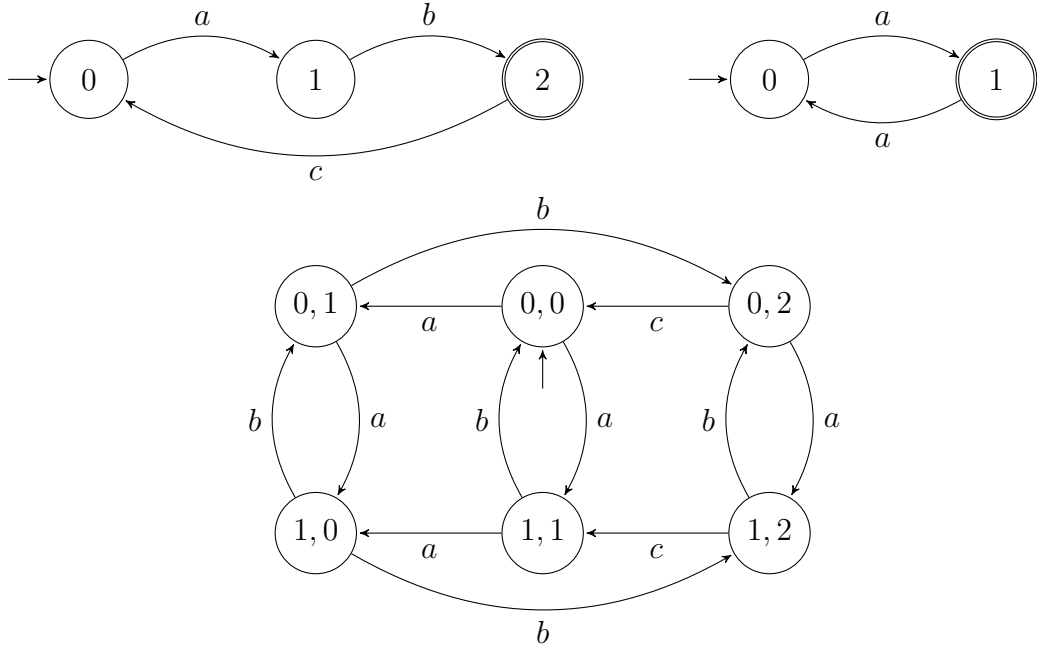 a b a
0 1 2 0 1
c a
b
0, 1 0, 0 0, 2
a c
b a b a b a
1, 0 1, 1 1, 2
a c
b